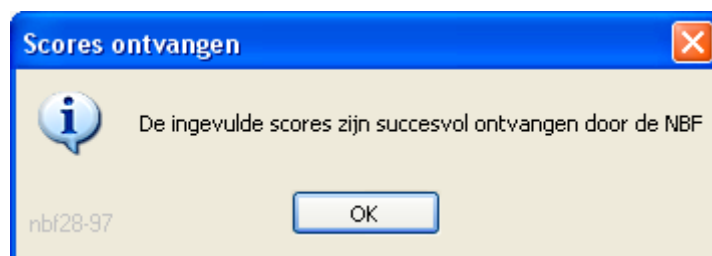 Scores ontvangen
De ingevulde scores zijn succesvol ontvangen door de NBF
OK
nbf28-97